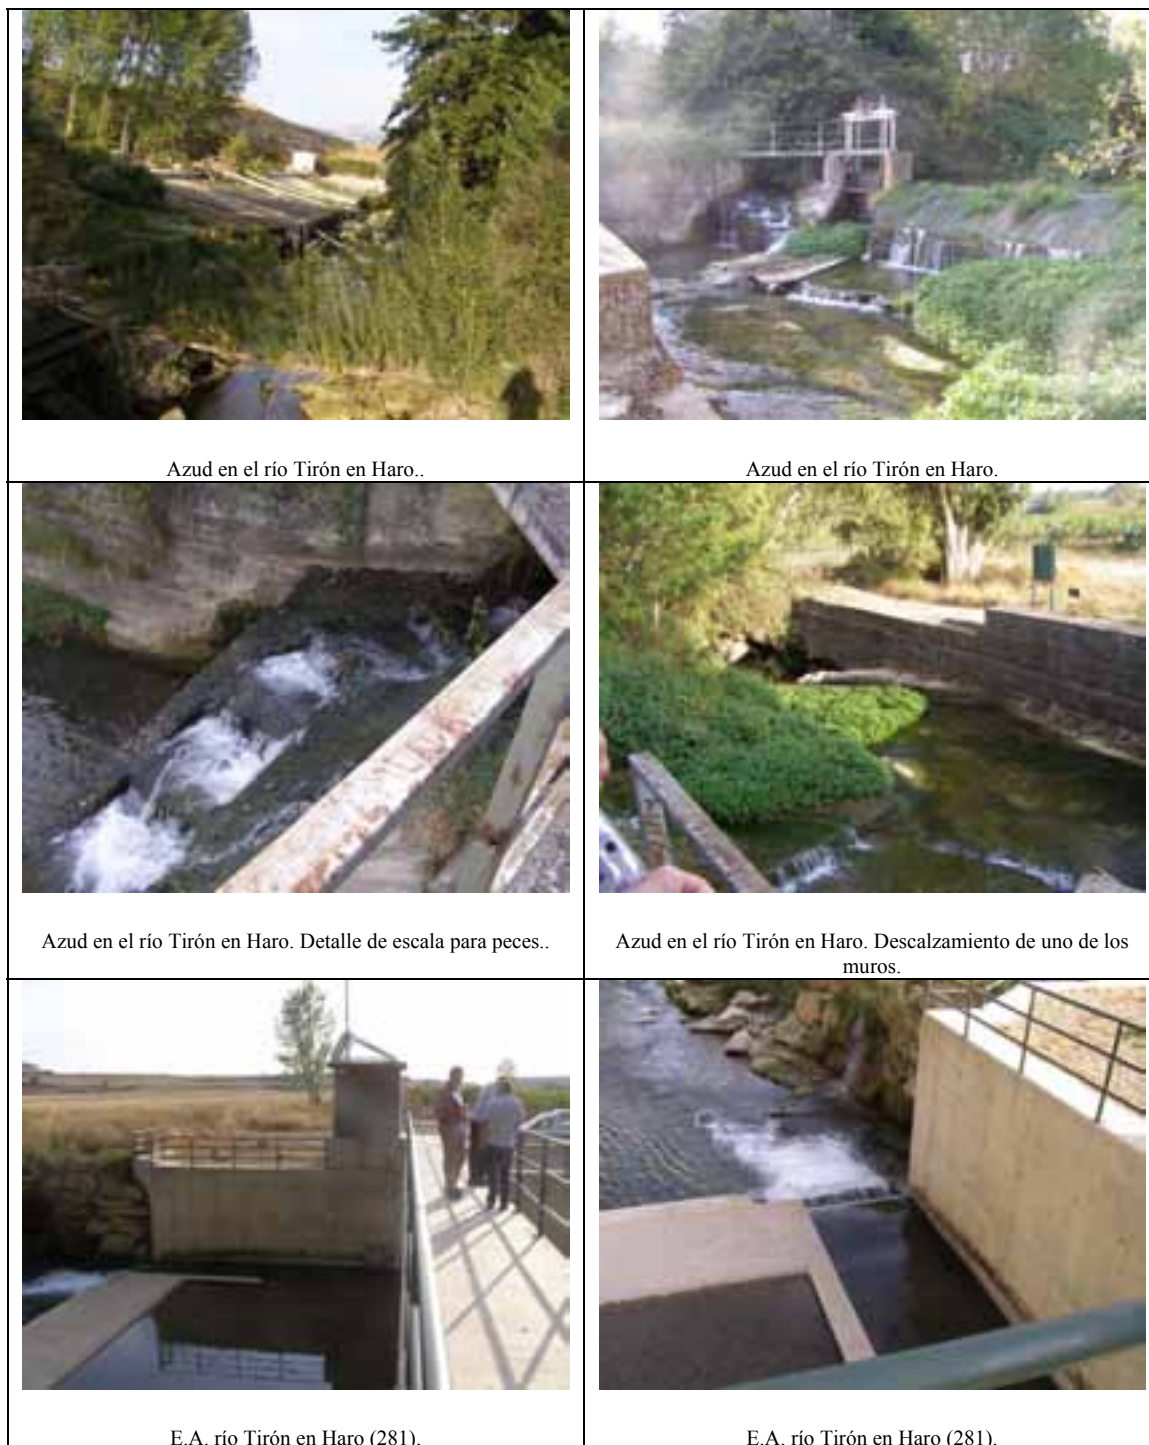 Azud en el río Tirón en Haro..
Azud en el río Tirón en Haro.
Azud en el río Tirón en Haro. Detalle de escala para peces..
Azud en el río Tirón en Haro. Descalzamiento de uno de los
muros.
E.A. río Tirón en Haro (281).
E.A. río Tirón en Haro (281).